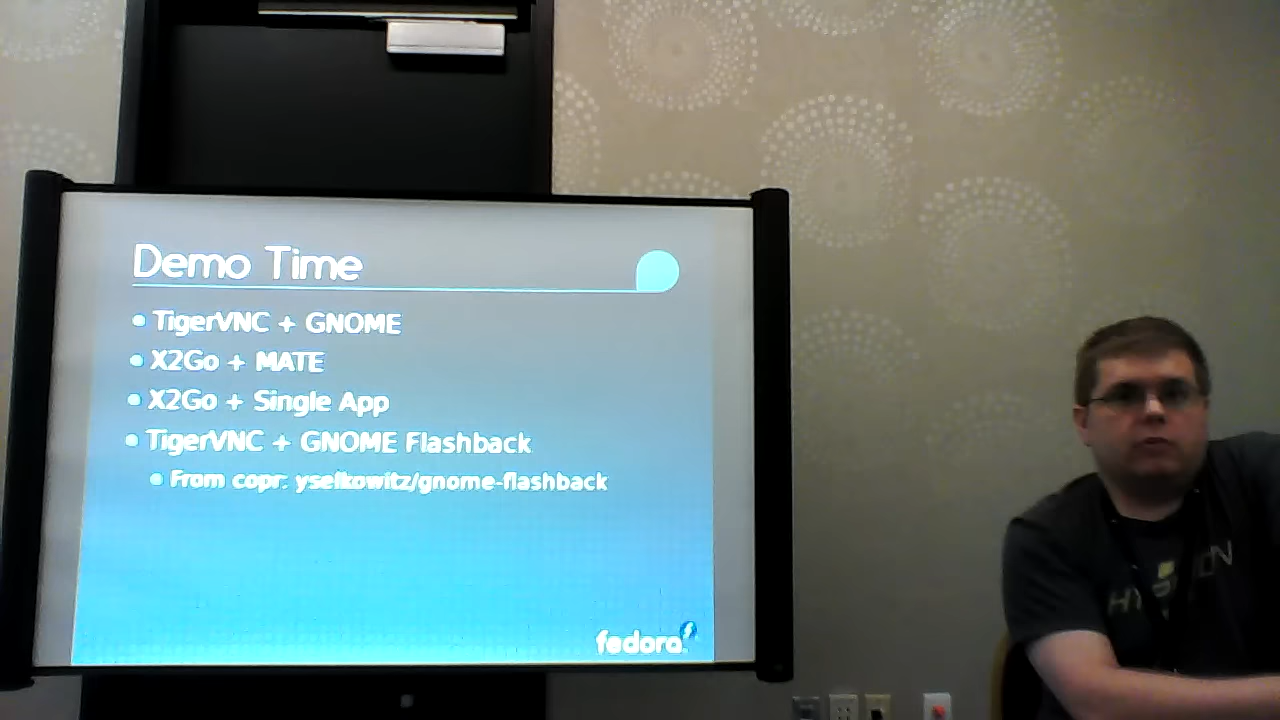 Demo Time
TigerVNC + GNOME
X2Go + MATE
X2Go + Single App
TigerVNC + GNOME Flashback
From copr: yselkowitz/gnome-flashback
fedora